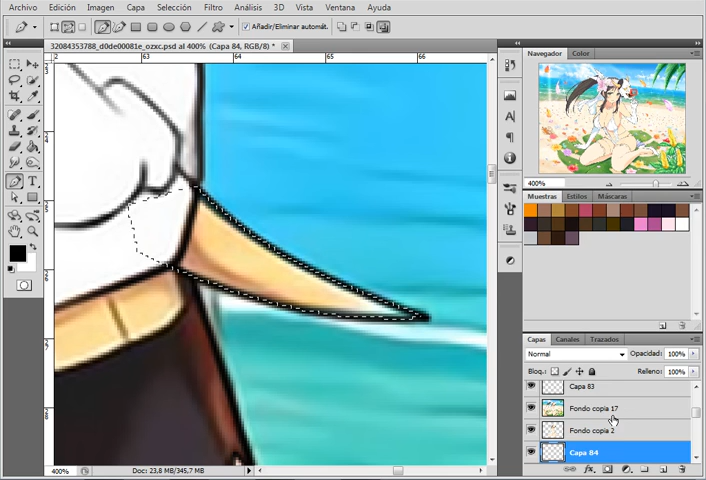 Archivo Edición Imagen Capa Selección Filtro Análisis 3D Vista Ventana Ayuda
Añadir/Eliminar automát.
32084353788_d0de00081e_ozxc.psd al 400% (Capa 84, RGB/8) *
63 64 65 66
Navegador Color
400%
Muestras Estilos Máscaras
Capas Canales Trazados
Normal Opacidad: 100%
Bloq.: Relleno: 100%
Capa 83
Fondo copia 17
Fondo copia 2
Capa 84
400% Doc: 23,8 MB/345,7 MB